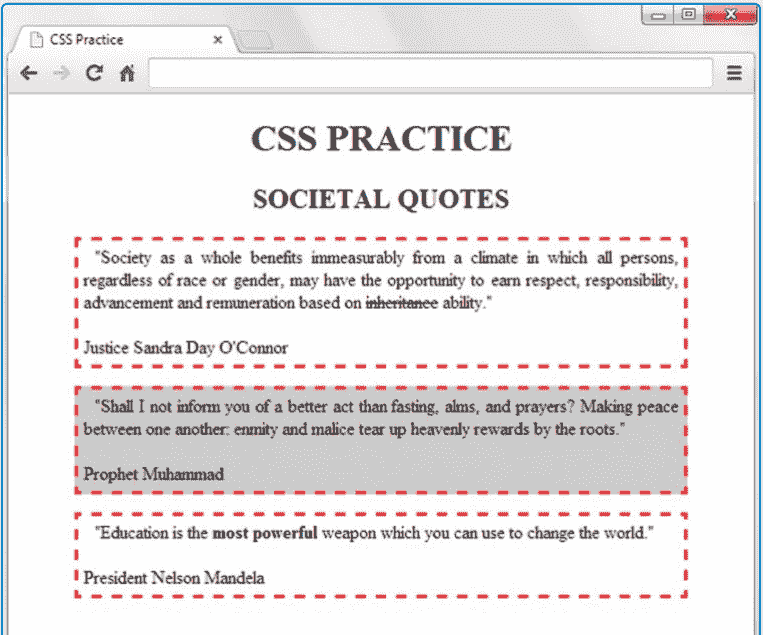 CSS Practice
CSS PRACTICE
SOCIETAL QUOTES
"Society as a whole benefits immeasurably from a climate in which all persons,
regardless of race or gender, may have the opportunity to earn respect, responsibility,
advancement and remuneration based on inheritance ability."
Justice Sandra Day O'Connor
"Shall I not inform you of a better act than fasting, alms, and prayers? Making peace
between one another: enmity and malice tear up heavenly rewards by the roots."
Prophet Muhammad
"Education is the most powerful weapon which you can use to change the world."
President Nelson Mandela